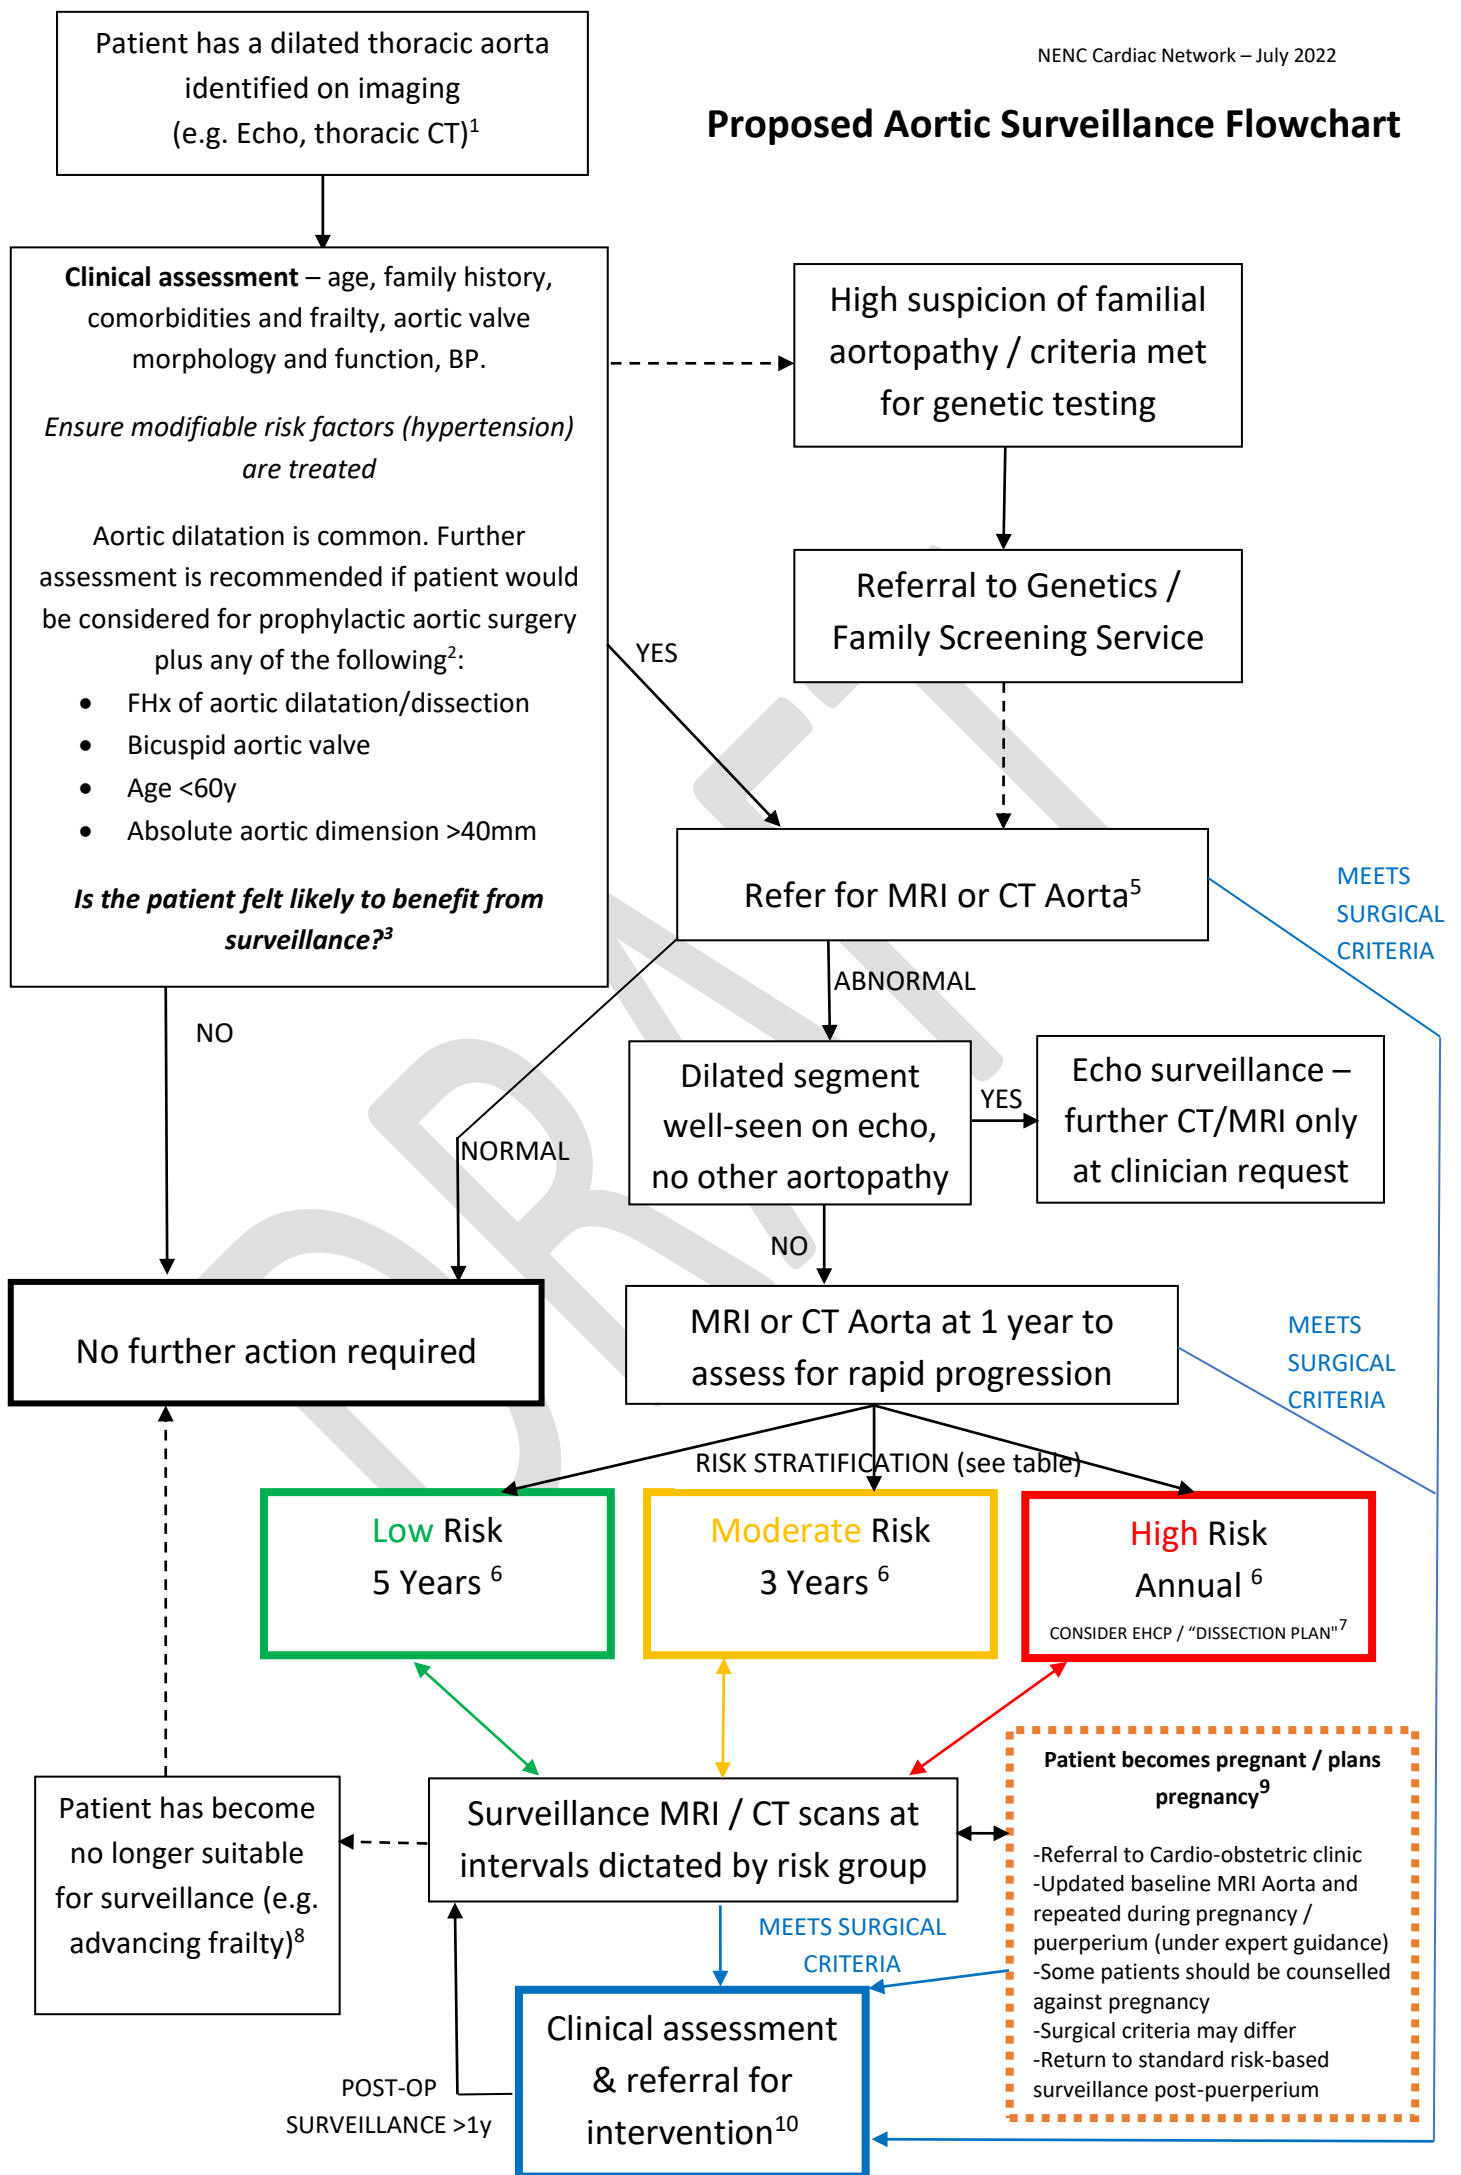 Patient has a dilated thoracic aorta
identified on imaging
(e.g. Echo, thoracic CT)1
NENC Cardiac Network – July 2022
Proposed Aortic Surveillance Flowchart
Clinical assessment – age, family history,
comorbidities and frailty, aortic valve
morphology and function, BP.
Ensure modifiable risk factors (hypertension)
are treated
Aortic dilatation is common. Further
assessment is recommended if patient would
be considered for prophylactic aortic surgery
plus any of the following2:
• FHx of aortic dilatation/dissection
• Bicuspid aortic valve
• Age <60y
• Absolute aortic dimension >40mm
Is the patient felt likely to benefit from
surveillance?3
High suspicion of familial
aortopathy / criteria met
for genetic testing
Referral to Genetics /
Family Screening Service
YES
Refer for MRI or CT Aorta5
MEETS
SURGICAL
CRITERIA
ABNORMAL
NO
NORMAL
Dilated segment
well-seen on echo,
no other aortopathy
YES
Echo surveillance –
further CT/MRI only
at clinician request
NO
No further action required
MRI or CT Aorta at 1 year to
assess for rapid progression
MEETS
SURGICAL
CRITERIA
RISK STRATIFICATION (see table)
Low Risk
5 Years 6
Moderate Risk
3 Years 6
High Risk
Annual 6
CONSIDER EHCP / “DISSECTION PLAN"7
Patient has become
no longer suitable
for surveillance (e.g.
advancing frailty)8
Surveillance MRI / CT scans at
intervals dictated by risk group
Patient becomes pregnant / plans
pregnancy9
-Referral to Cardio-obstetric clinic
-Updated baseline MRI Aorta and
repeated during pregnancy /
puerperium (under expert guidance)
-Some patients should be counselled
against pregnancy
-Surgical criteria may differ
-Return to standard risk-based
surveillance post-puerperium
MEETS SURGICAL
CRITERIA
Clinical assessment
& referral for
intervention10
POST-OP
SURVEILLANCE >1y
DRAFT